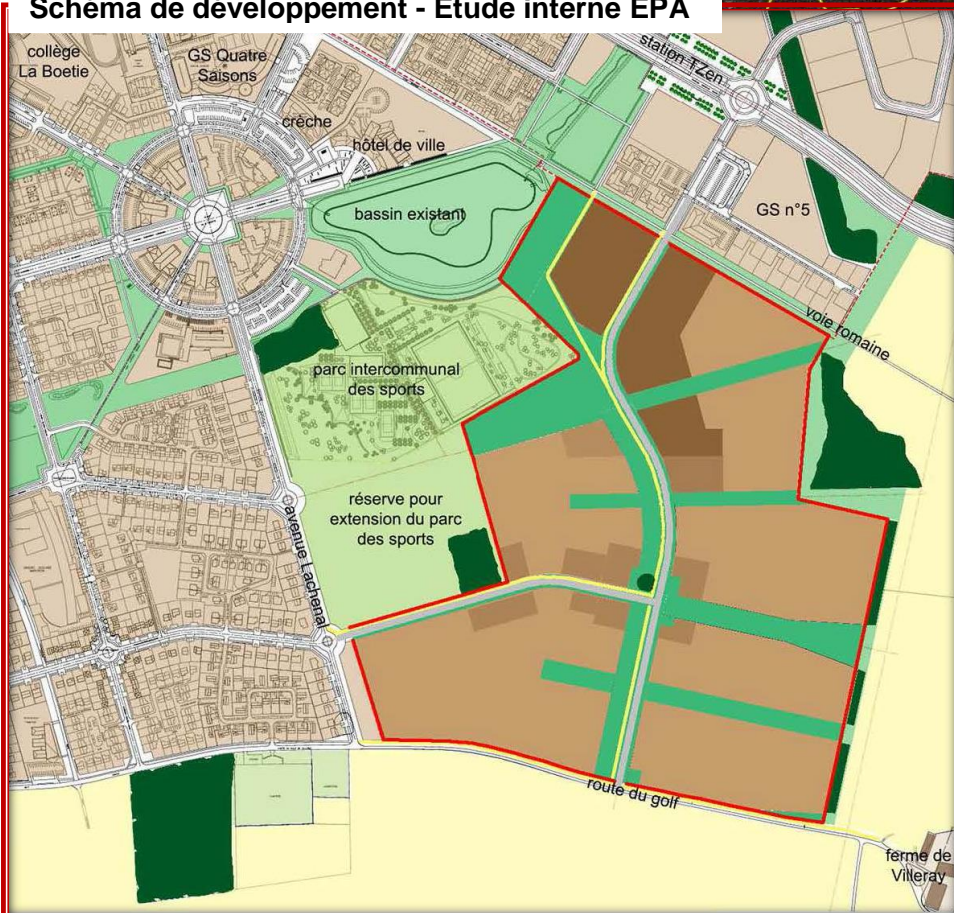 Schéma de développement - Etude interne EPA
collège
La Boetie
GS Quatre
Saisons
crèche
hôtel de ville
station TZen
bassin existant
GS n°5
voie romaine
parc intercommunal
des sports
réserve pour
extension du parc
des sports
avenue Lachenal
route du golf
ferme de
Villeray